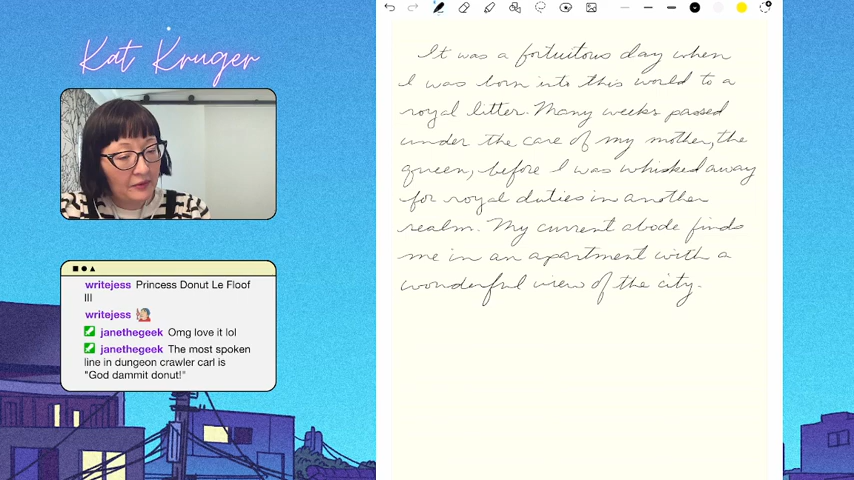 Kat Kruger
writejess Princess Donut Le Floof
III
writejess
janethegeek Omg love it lol
janethegeek The most spoken
line in dungeon crawler carl is
"God dammit donut!"
It was a fortuitous day when
I was born into this world to a
royal litter. Many weeks passed
under the care of my mother, the
queen, before I was whisked away
for royal duties in another
realm. My current abode finds
me in an apartment with a
wonderful view of the city.